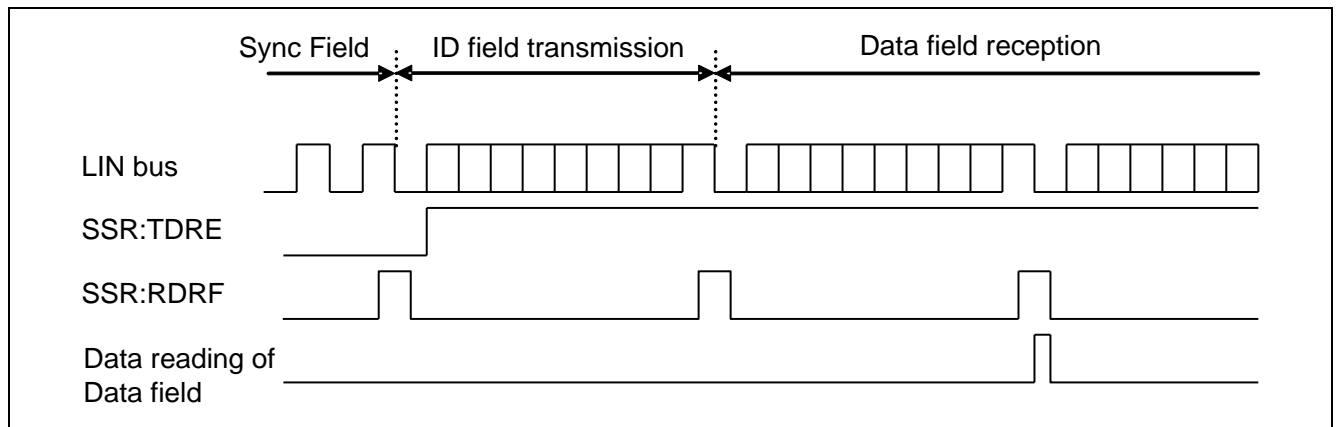 Sync Field
ID field transmission
Data field reception
LIN bus
SSR:TDRE
SSR:RDRF
Data reading of
Data field